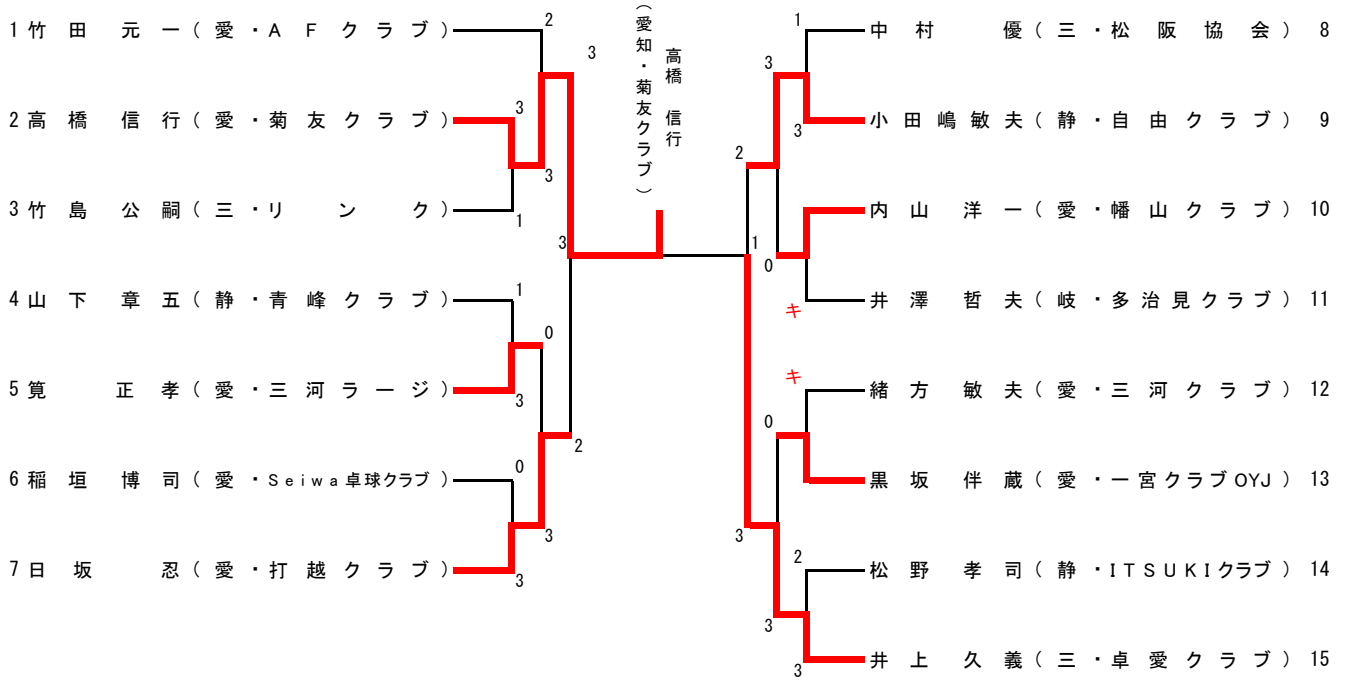 1 竹田元一（愛・AFクラブ）
2
3
2 高橋信行（愛・菊友クラブ）
3
3
3 竹島公嗣（三・リンク）
1
3
4 山下章五（静・青峰クラブ）
1
0
5 筧正孝（愛・三河ラージ）
3
2
6 稲垣博司（愛・Seiwa卓球クラブ）
0
3
7 日坂忍（愛・打越クラブ）
3
高橋 信行
（愛知・菊友クラブ）
1
中村優（三・松阪協会） 8
3
小田嶋敏夫（静・自由クラブ） 9
3
2
内山洋一（愛・幡山クラブ） 10
1
0
井澤哲夫（岐・多治見クラブ） 11
キ
キ
緒方敏夫（愛・三河クラブ） 12
0
黒坂伴蔵（愛・一宮クラブOYJ） 13
3
2
松野孝司（静・ITSUKIクラブ） 14
3
井上久義（三・卓愛クラブ） 15
3